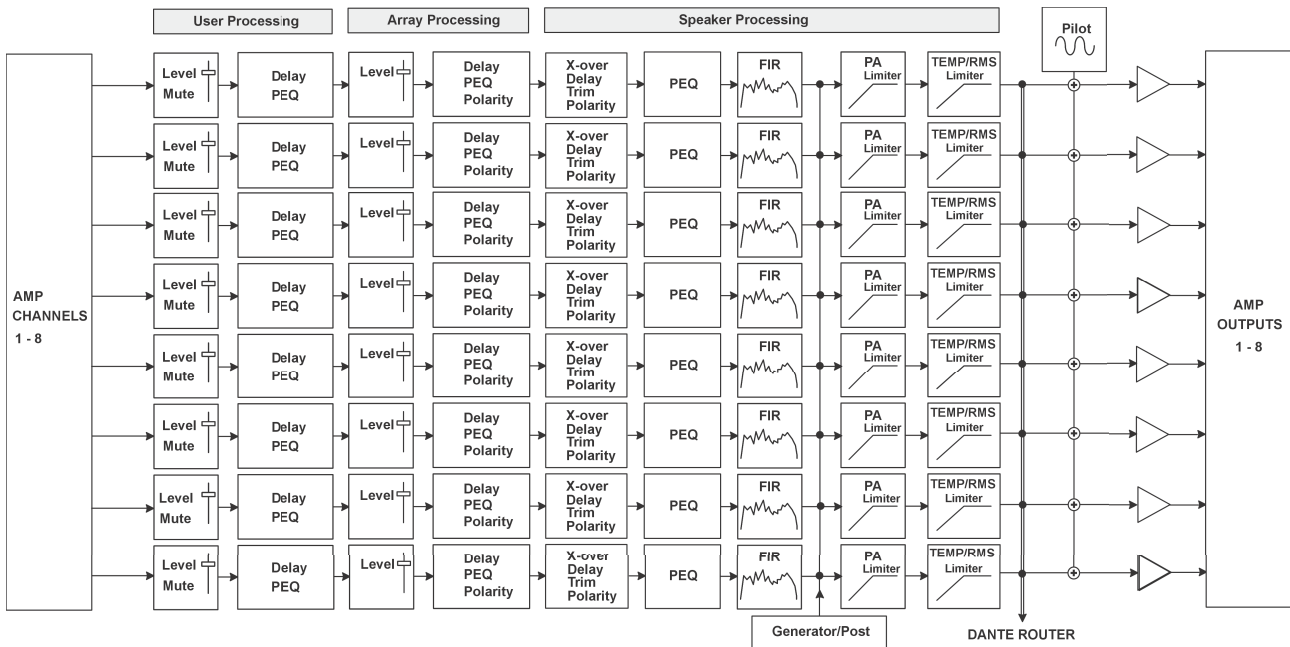 User Processing
Array Processing
Speaker Processing
Pilot
AMP
CHANNELS
1 - 8
Level
Mute
Delay
PEQ
Level
Delay
PEQ
Polarity
X-over
Delay
Trim
Polarity
PEQ
FIR
PA
Limiter
TEMP/RMS
Limiter
Level
Mute
Delay
PEQ
Level
Delay
PEQ
Polarity
X-over
Delay
Trim
Polarity
PEQ
FIR
PA
Limiter
TEMP/RMS
Limiter
Level
Mute
Delay
PEQ
Level
Delay
PEQ
Polarity
X-over
Delay
Trim
Polarity
PEQ
FIR
PA
Limiter
TEMP/RMS
Limiter
Level
Mute
Delay
PEQ
Level
Delay
PEQ
Polarity
X-over
Delay
Trim
Polarity
PEQ
FIR
PA
Limiter
TEMP/RMS
Limiter
Level
Mute
Delay
PEQ
Level
Delay
PEQ
Polarity
X-over
Delay
Trim
Polarity
PEQ
FIR
PA
Limiter
TEMP/RMS
Limiter
Level
Mute
Delay
PEQ
Level
Delay
PEQ
Polarity
X-over
Delay
Trim
Polarity
PEQ
FIR
PA
Limiter
TEMP/RMS
Limiter
Level
Mute
Delay
PEQ
Level
Delay
PEQ
Polarity
X-over
Delay
Trim
Polarity
PEQ
FIR
PA
Limiter
TEMP/RMS
Limiter
Level
Mute
Delay
PEQ
Level
Delay
PEQ
Polarity
X-over
Delay
Trim
Polarity
PEQ
FIR
PA
Limiter
TEMP/RMS
Limiter
AMP
OUTPUTS
1 - 8
Generator/Post
DANTE ROUTER